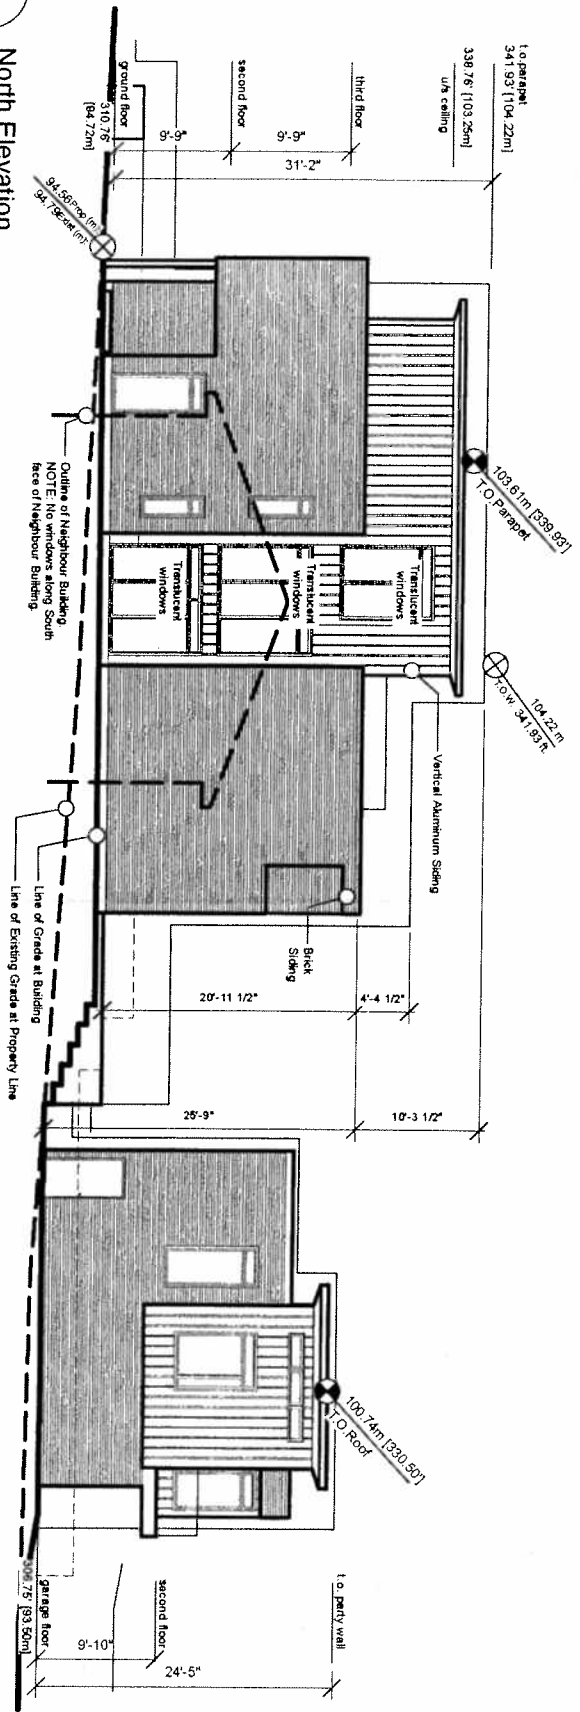 North Elevation
t.o.parapet
341.93' [104.22m]
338.76' [103.25m]
u/s ceiling
third floor
second floor
ground floor
310.76'
[94.72m]
9'-9"
9'-9"
31'-2"
94.56Prop (m)
94.79Exist (m)
103.61m [339.93']
T.O.Parapet
104.22 m
T.O.W. 341.93 ft.
Translucent
windows
Translucent
windows
Translucent
windows
Vertical Aluminum Siding
Brick
Siding
Outline of Neighbour Building.
NOTE: No windows along South
face of Neighbour Building.
Line of Grade at Building
Line of Existing Grade at Property Line
20'-11 1/2"
4'-4 1/2"
25'-9"
10'-3 1/2"
100.74m [330.50']
T.O.Roof
t.o. party wall
second floor
garage floor
306.75' [93.50m]
9'-10"
24'-5"